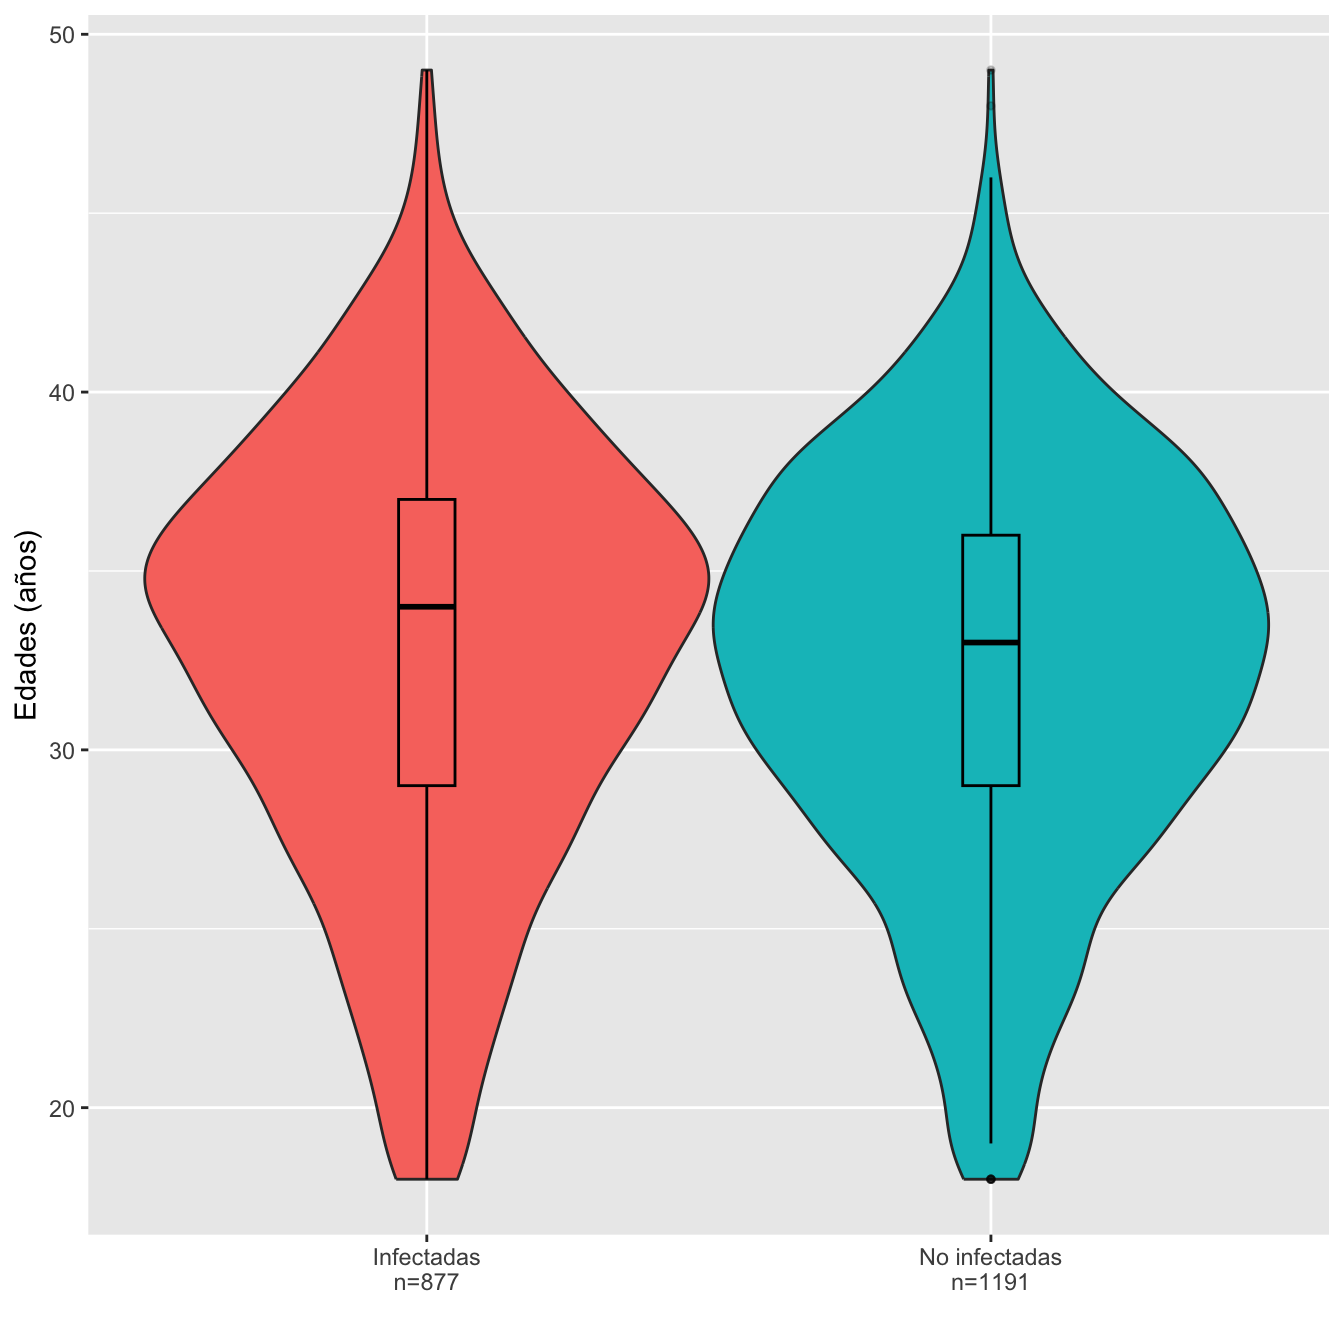 Edades (años)
50
40
30
20
Infectadas
n=877
No infectadas
n=1191